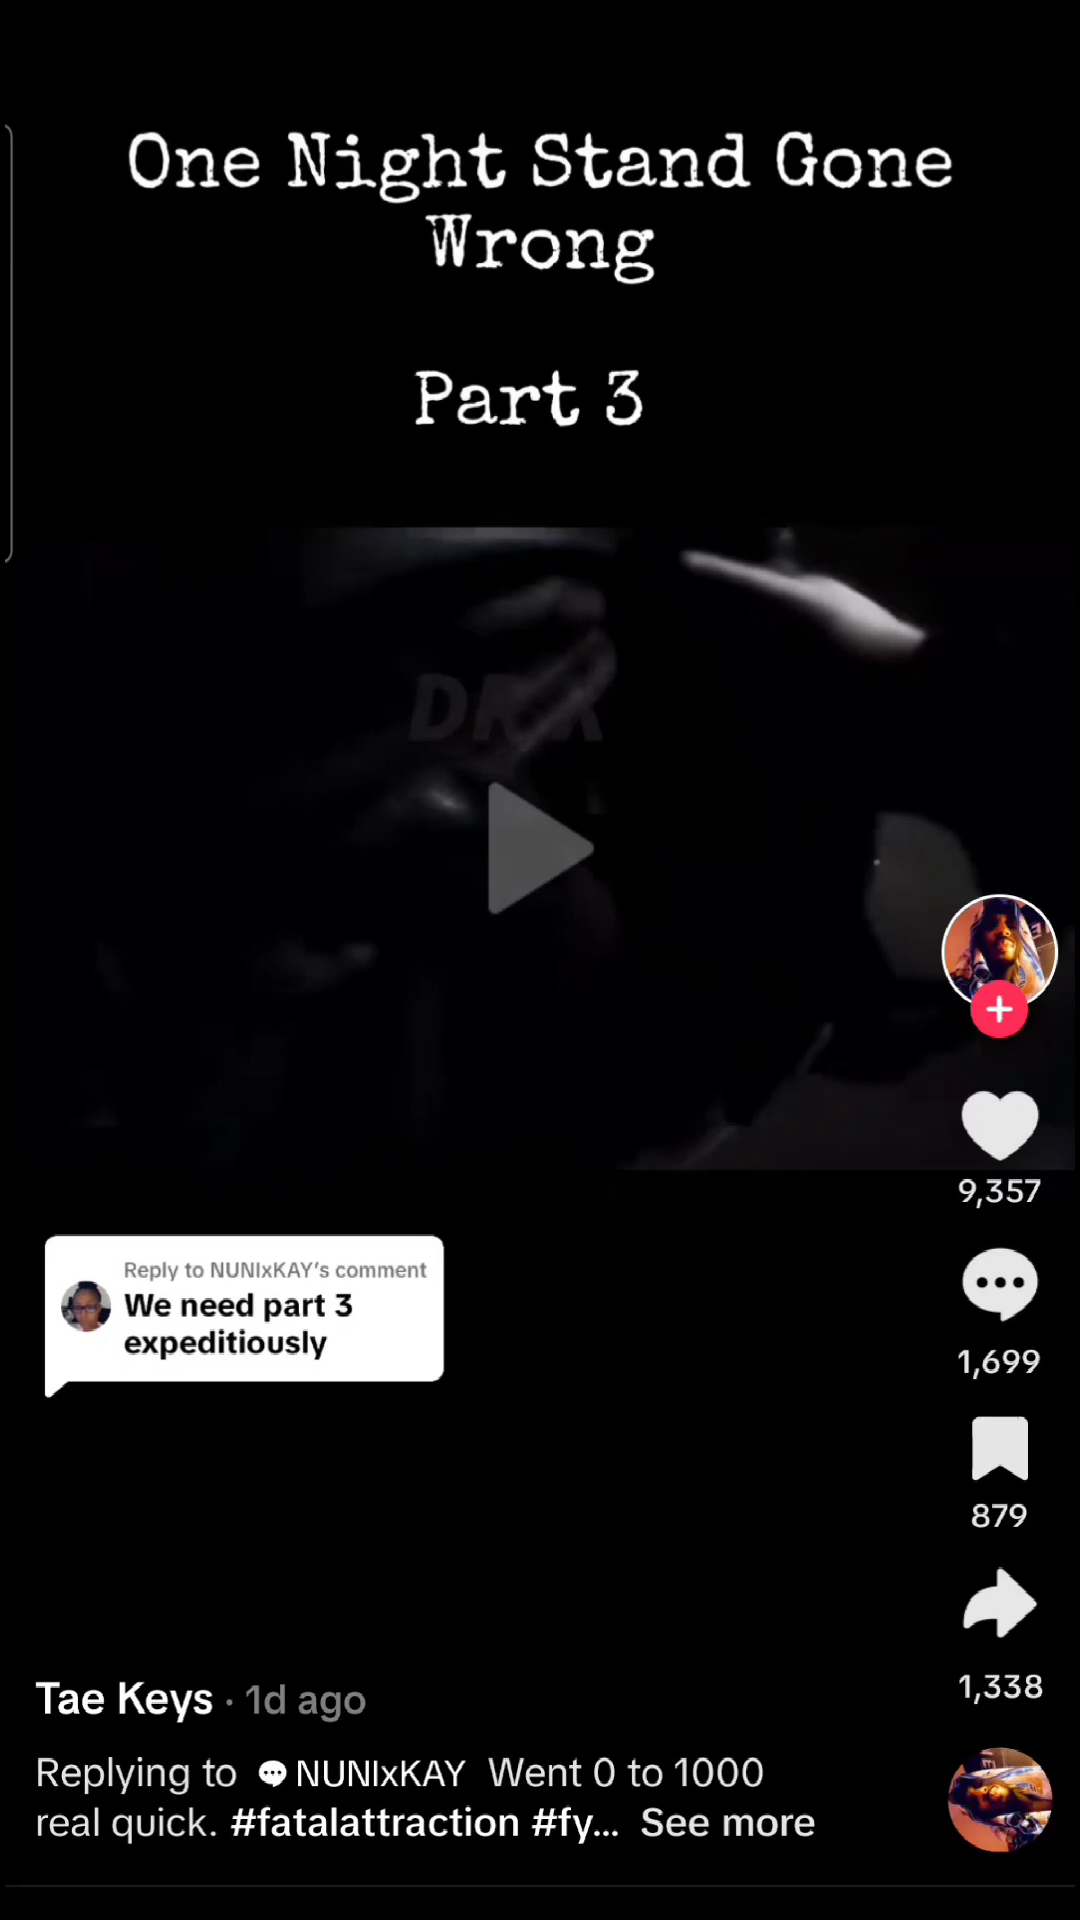 One Night Stand Gone
Wrong
Part 3
9,357
Reply to NUNIxKAY's comment
We need part 3
expeditiously
1,699
879
1,338
Tae Keys · 1d ago
Replying to 💬 NUNIxKAY Went 0 to 1000
real quick. #fatalattraction #fy... See more